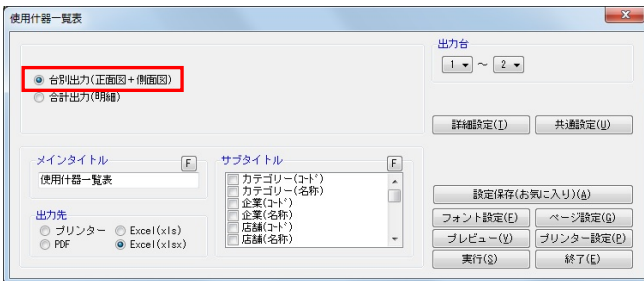 使用什器一覧表
台別出力(正面図+側面図)
合計出力(明細)
出力台
1 ～ 2
詳細設定(T)
共通設定(U)
メインタイトル
F
使用什器一覧表
サブタイトル
F
カテゴリー(ｺｰﾄﾞ)
カテゴリー(名称)
企業(ｺｰﾄﾞ)
企業(名称)
店舗(ｺｰﾄﾞ)
店舗(名称)
出力先
プリンター
Excel(xls)
PDF
Excel(xlsx)
設定保存(お気に入り)(A)
フォント設定(F)
ページ設定(G)
プレビュー(V)
プリンター設定(P)
実行(S)
終了(E)